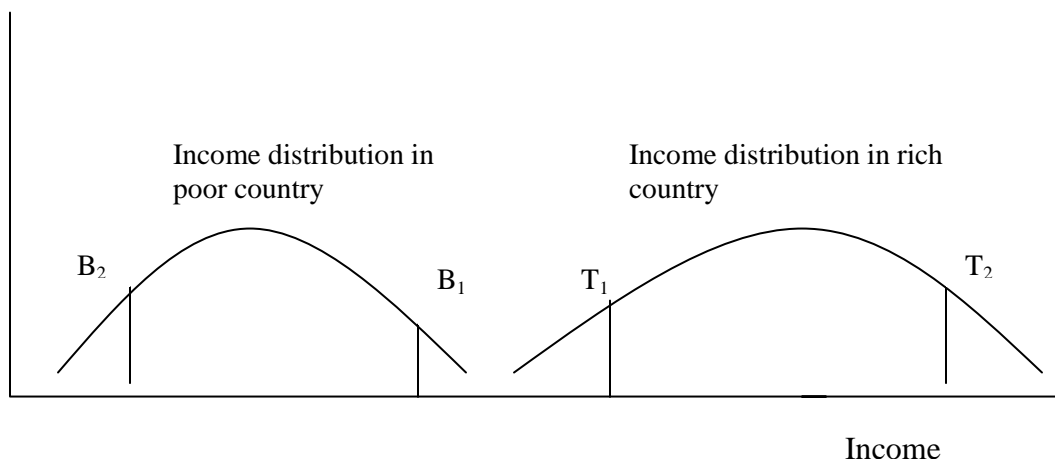 Income distribution in
poor country
Income distribution in rich
country
B₂
B₁
T₁
T₂
Income